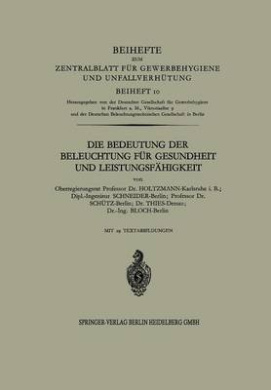 BEIHEFTE
ZUM
ZENTRALBLATT FÜR GEWERBEHYGIENE
UND UNFALLVERHÜTUNG
BEIHEFT 10
Herausgegeben von der Deutschen Gesellschaft für Gewerbehygiene
in Frankfurt a. M., Viktoriaallee 9
und der Deutschen Beleuchtungstechnischen Gesellschaft in Berlin
DIE BEDEUTUNG DER
BELEUCHTUNG FÜR GESUNDHEIT
UND LEISTUNGSFÄHIGKEIT
VON
Oberregierungsrat Professor Dr. HOLTZMANN-Karlsruhe i. B.;
Dipl.-Ingenieur SCHNEIDER-Berlin; Professor Dr.
SCHÜTZ-Berlin; Dr. THIES-Dessau;
Dr.-Ing. BLOCH-Berlin
MIT 29 TEXTABBILDUNGEN
SPRINGER-VERLAG BERLIN HEIDELBERG GMBH